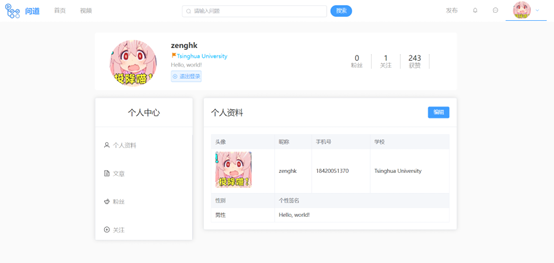 问道 首页 视频 请输入问题 搜索 发布
zenghk
Tsinghua University
Hello, world!
退出登录
0 1 243
粉丝 关注 获赞
个人中心
个人资料
文章
粉丝
关注
个人资料 编辑
头像 昵称 手机号 学校
zenghk 18420051370 Tsinghua University
性别 个性签名
男性 Hello, world!